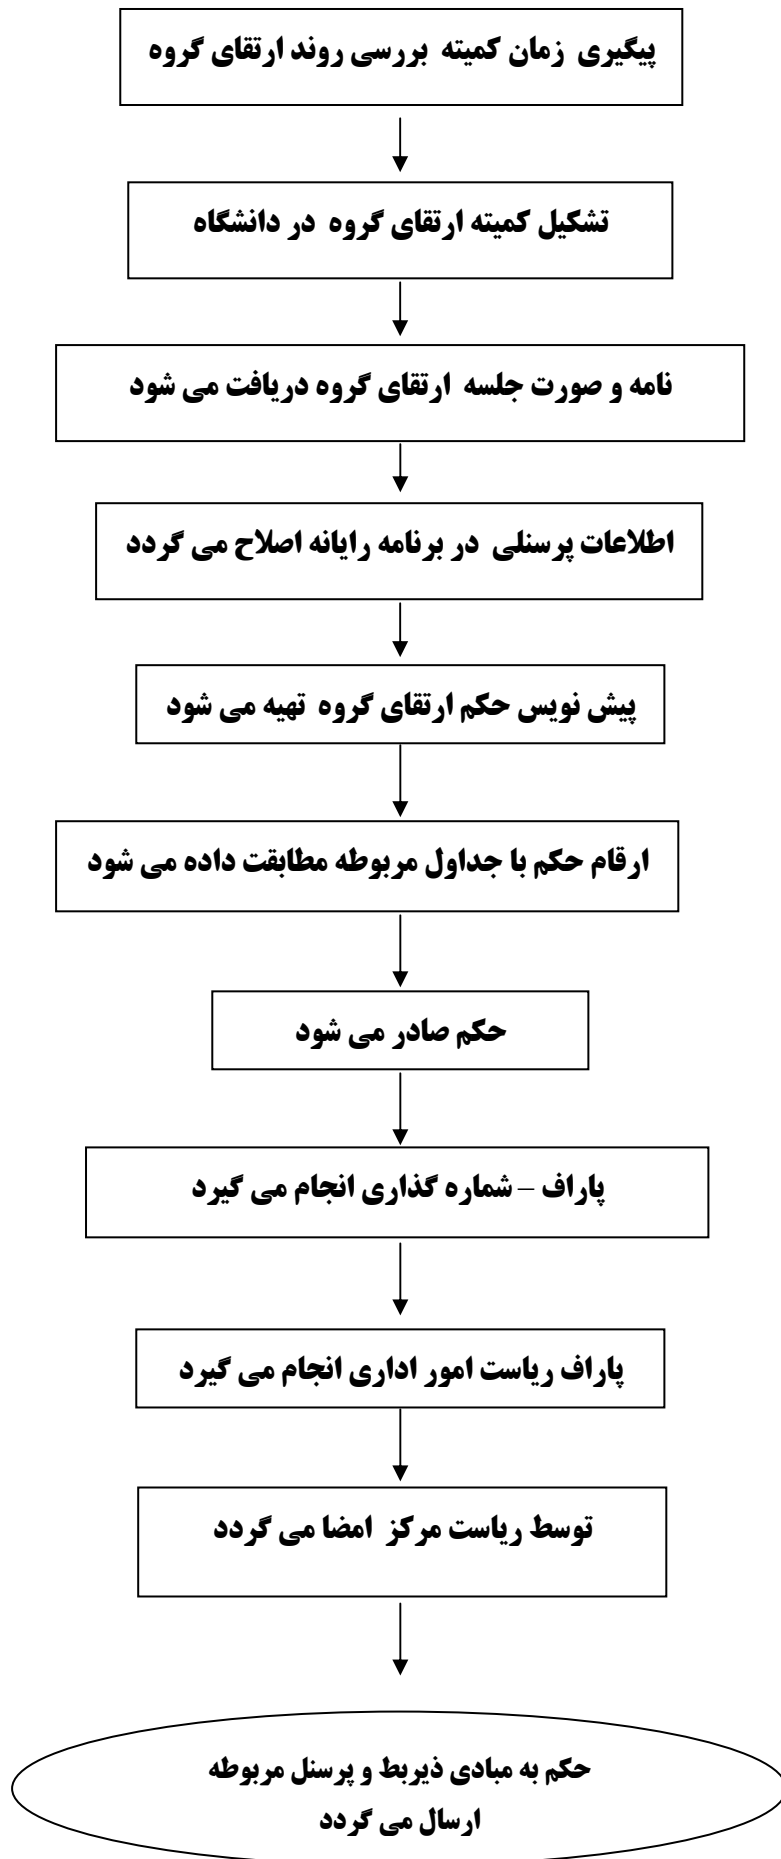 پیگیری زمان کمیته بررسی روند ارتقای گروه
تشکیل کمیته ارتقای گروه در دانشگاه
نامه و صورت جلسه ارتقای گروه دریافت می شود
اطلاعات پرسنلی در برنامه رایانه اصلاح می گردد
پیش نویس حکم ارتقای گروه تهیه می شود
ارقام حکم با جداول مربوطه مطابقت داده می شود
حکم صادر می شود
پاراف – شماره گذاری انجام می گیرد
پاراف ریاست امور اداری انجام می گیرد
توسط ریاست مرکز امضا می گردد
حکم به مبادی ذیربط و پرسنل مربوطه
ارسال می گردد